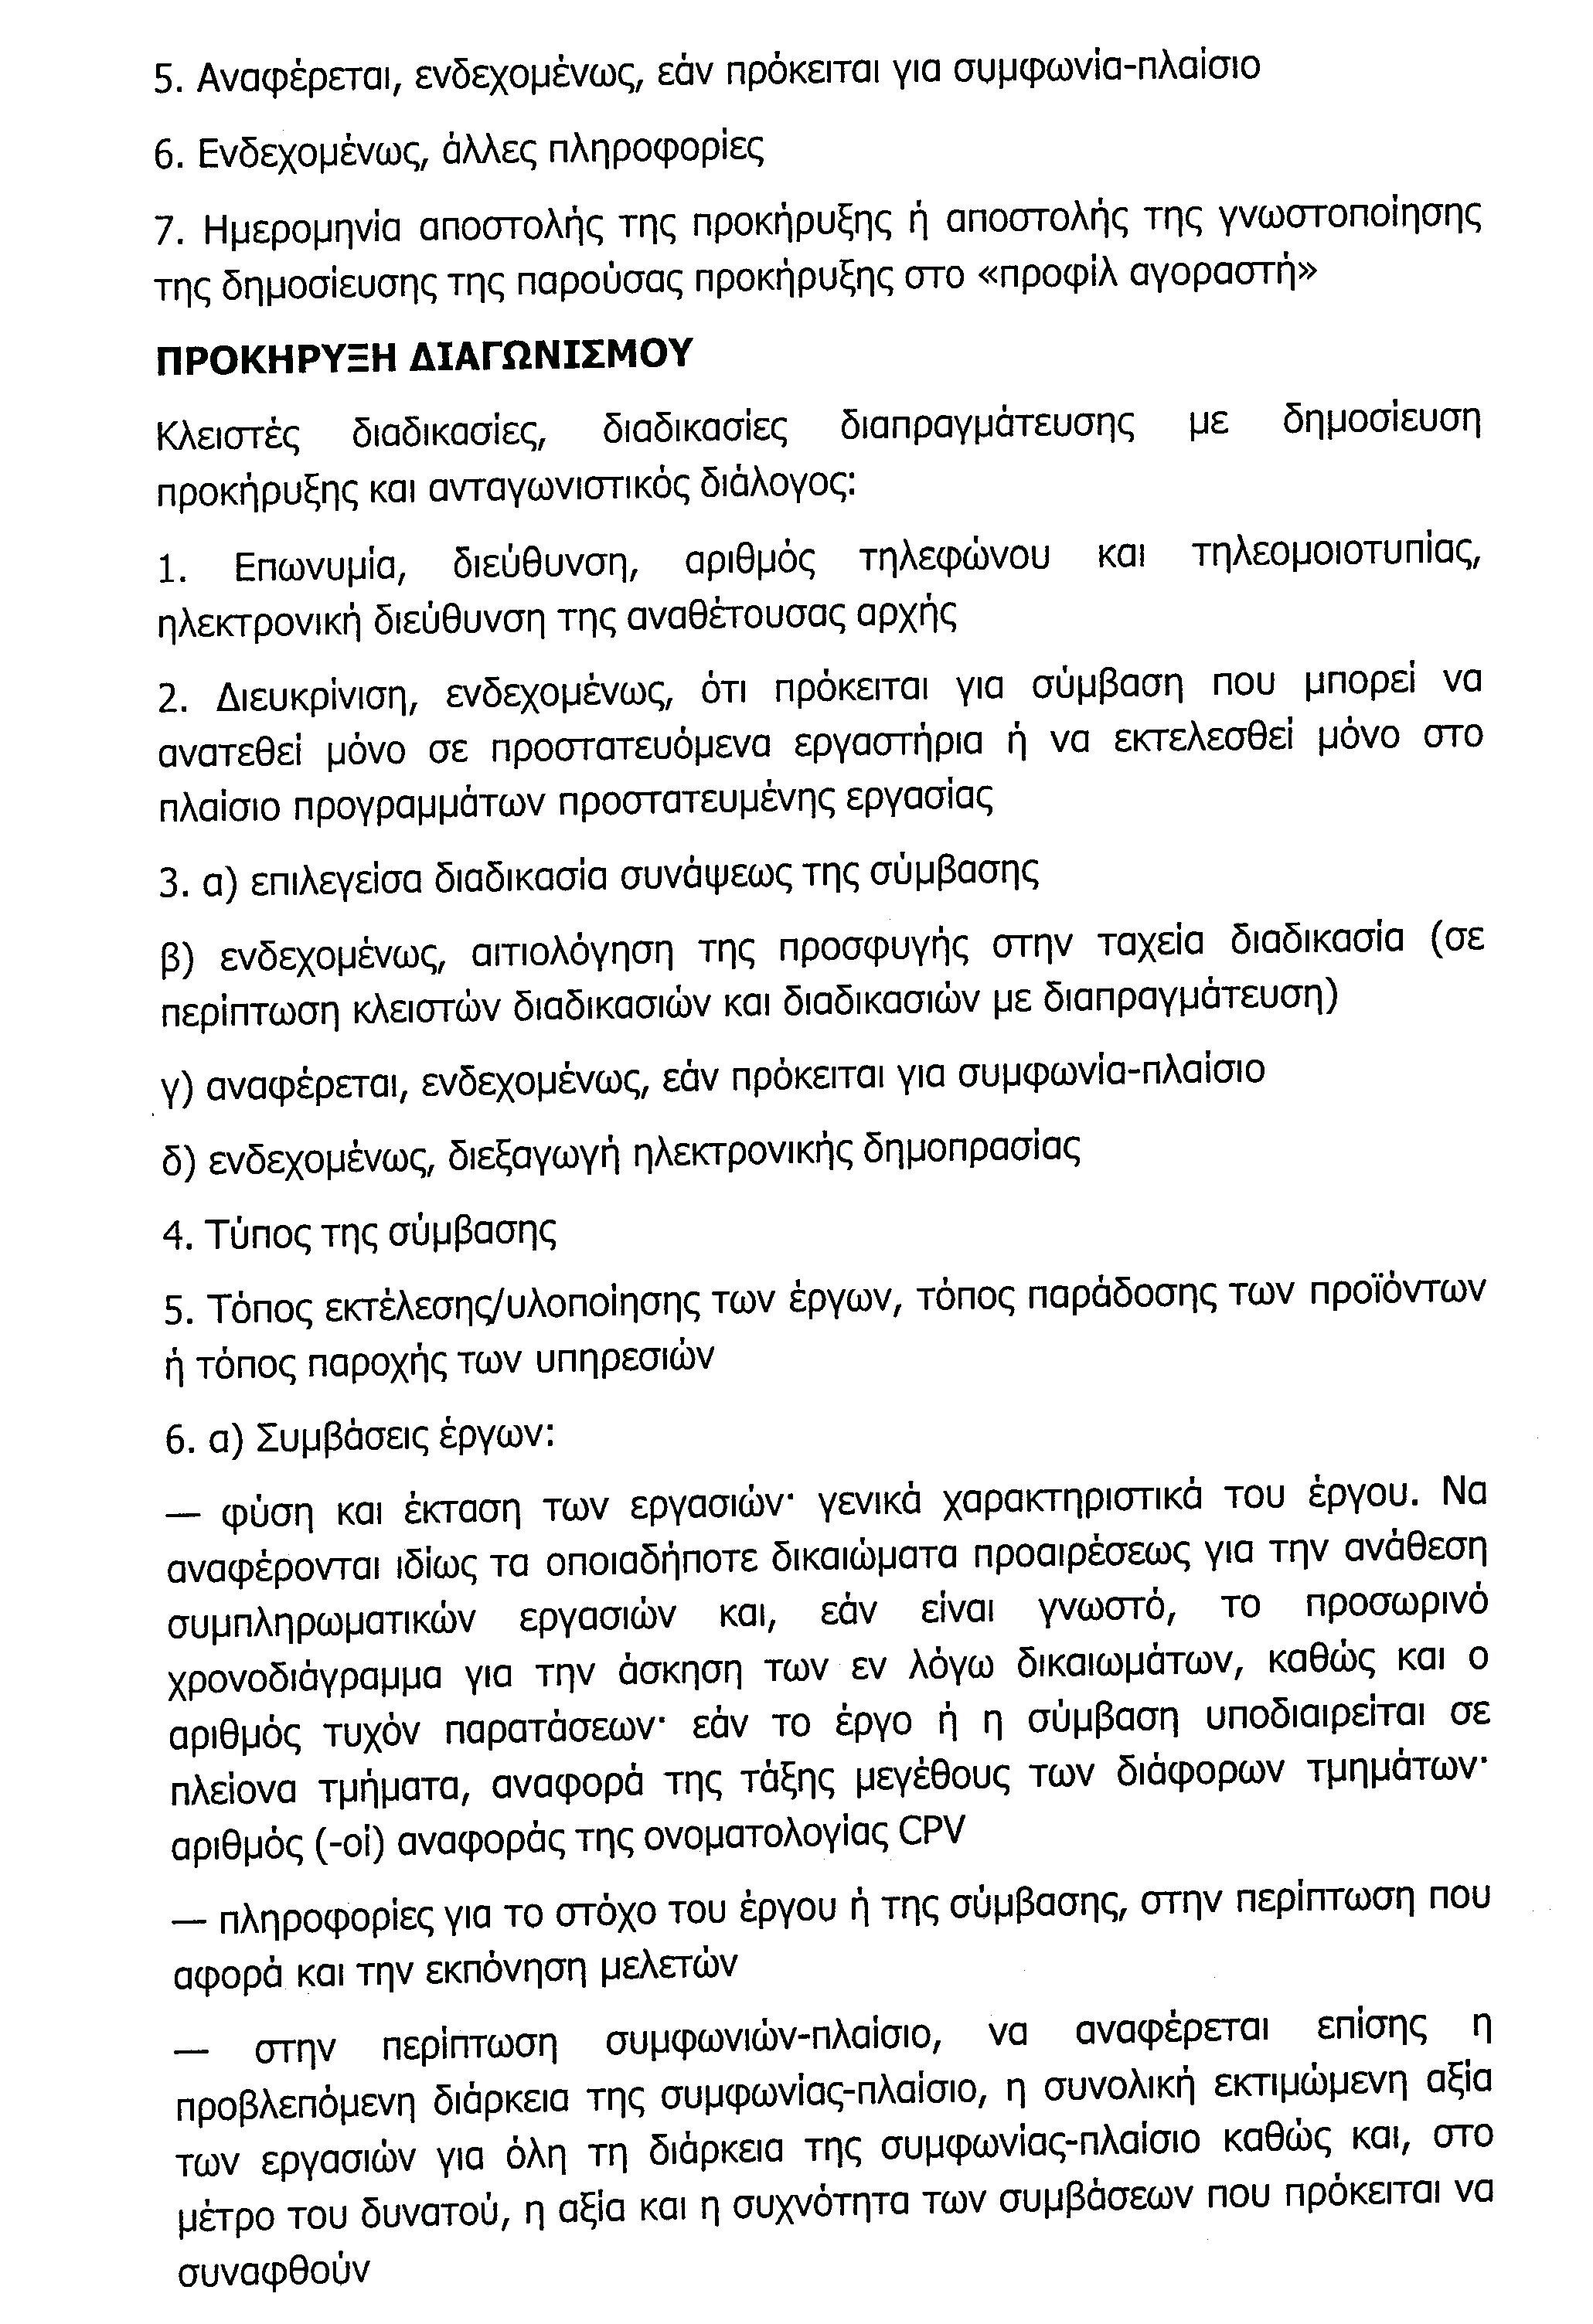 5. Αναφέρεται, ενδεχομένως, εάν πρόκειται για συμφωνία-πλαίσιο
6. Ενδεχομένως, άλλες πληροφορίες
7. Ημερομηνία αποστολής της προκήρυξης ή αποστολής της γνωστοποίησης
της δημοσίευσης της παρούσας προκήρυξης στο «προφίλ αγοραστή»
ΠΡΟΚΗΡΥΞΗ ΔΙΑΓΩΝΙΣΜΟΥ
Κλειστές διαδικασίες, διαδικασίες διαπραγμάτευσης με δημοσίευση
προκήρυξης και ανταγωνιστικός διάλογος:
1. Επωνυμία, διεύθυνση, αριθμός τηλεφώνου και τηλεομοιοτυπίας,
ηλεκτρονική διεύθυνση της αναθέτουσας αρχής
2. Διευκρίνιση, ενδεχομένως, ότι πρόκειται για σύμβαση που μπορεί να
ανατεθεί μόνο σε προστατευόμενα εργαστήρια ή να εκτελεσθεί μόνο στο
πλαίσιο προγραμμάτων προστατευμένης εργασίας
3. α) επιλεγείσα διαδικασία συνάψεως της σύμβασης
β) ενδεχομένως, αιτιολόγηση της προσφυγής στην ταχεία διαδικασία (σε
περίπτωση κλειστών διαδικασιών και διαδικασιών με διαπραγμάτευση)
γ) αναφέρεται, ενδεχομένως, εάν πρόκειται για συμφωνία-πλαίσιο
δ) ενδεχομένως, διεξαγωγή ηλεκτρονικής δημοπρασίας
4. Τύπος της σύμβασης
5. Τόπος εκτέλεσης/υλοποίησης των έργων, τόπος παράδοσης των προϊόντων
ή τόπος παροχής των υπηρεσιών
6. α) Συμβάσεις έργων:
— φύση και έκταση των εργασιών· γενικά χαρακτηριστικά του έργου. Να
αναφέρονται ιδίως τα οποιαδήποτε δικαιώματα προαιρέσεως για την ανάθεση
συμπληρωματικών εργασιών και, εάν είναι γνωστό, το προσωρινό
χρονοδιάγραμμα για την άσκηση των εν λόγω δικαιωμάτων, καθώς και ο
αριθμός τυχόν παρατάσεων· εάν το έργο ή η σύμβαση υποδιαιρείται σε
πλείονα τμήματα, αναφορά της τάξης μεγέθους των διάφορων τμημάτων·
αριθμός (-οί) αναφοράς της ονοματολογίας CPV
— πληροφορίες για το στόχο του έργου ή της σύμβασης, στην περίπτωση που
αφορά και την εκπόνηση μελετών
— στην περίπτωση συμφωνιών-πλαίσιο, να αναφέρεται επίσης η
προβλεπόμενη διάρκεια της συμφωνίας-πλαίσιο, η συνολική εκτιμώμενη αξία
των εργασιών για όλη τη διάρκεια της συμφωνίας-πλαίσιο καθώς και, στο
μέτρο του δυνατού, η αξία και η συχνότητα των συμβάσεων που πρόκειται να
συναφθούν